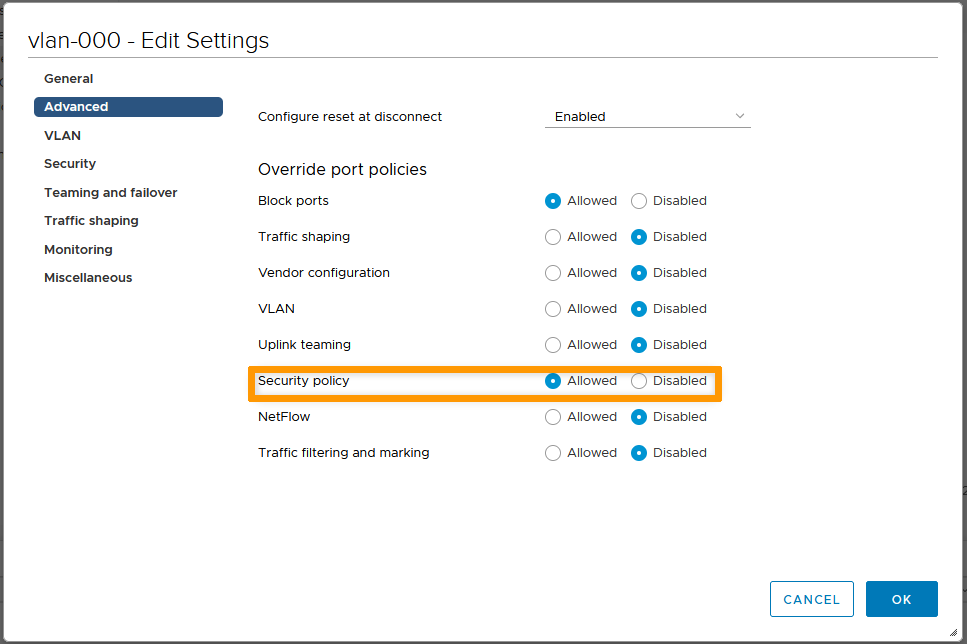 vlan-000 - Edit Settings
General
Advanced
VLAN
Security
Teaming and failover
Traffic shaping
Monitoring
Miscellaneous
Configure reset at disconnect Enabled
Override port policies
Block ports Allowed Disabled
Traffic shaping Allowed Disabled
Vendor configuration Allowed Disabled
VLAN Allowed Disabled
Uplink teaming Allowed Disabled
Security policy Allowed Disabled
NetFlow Allowed Disabled
Traffic filtering and marking Allowed Disabled
CANCEL OK